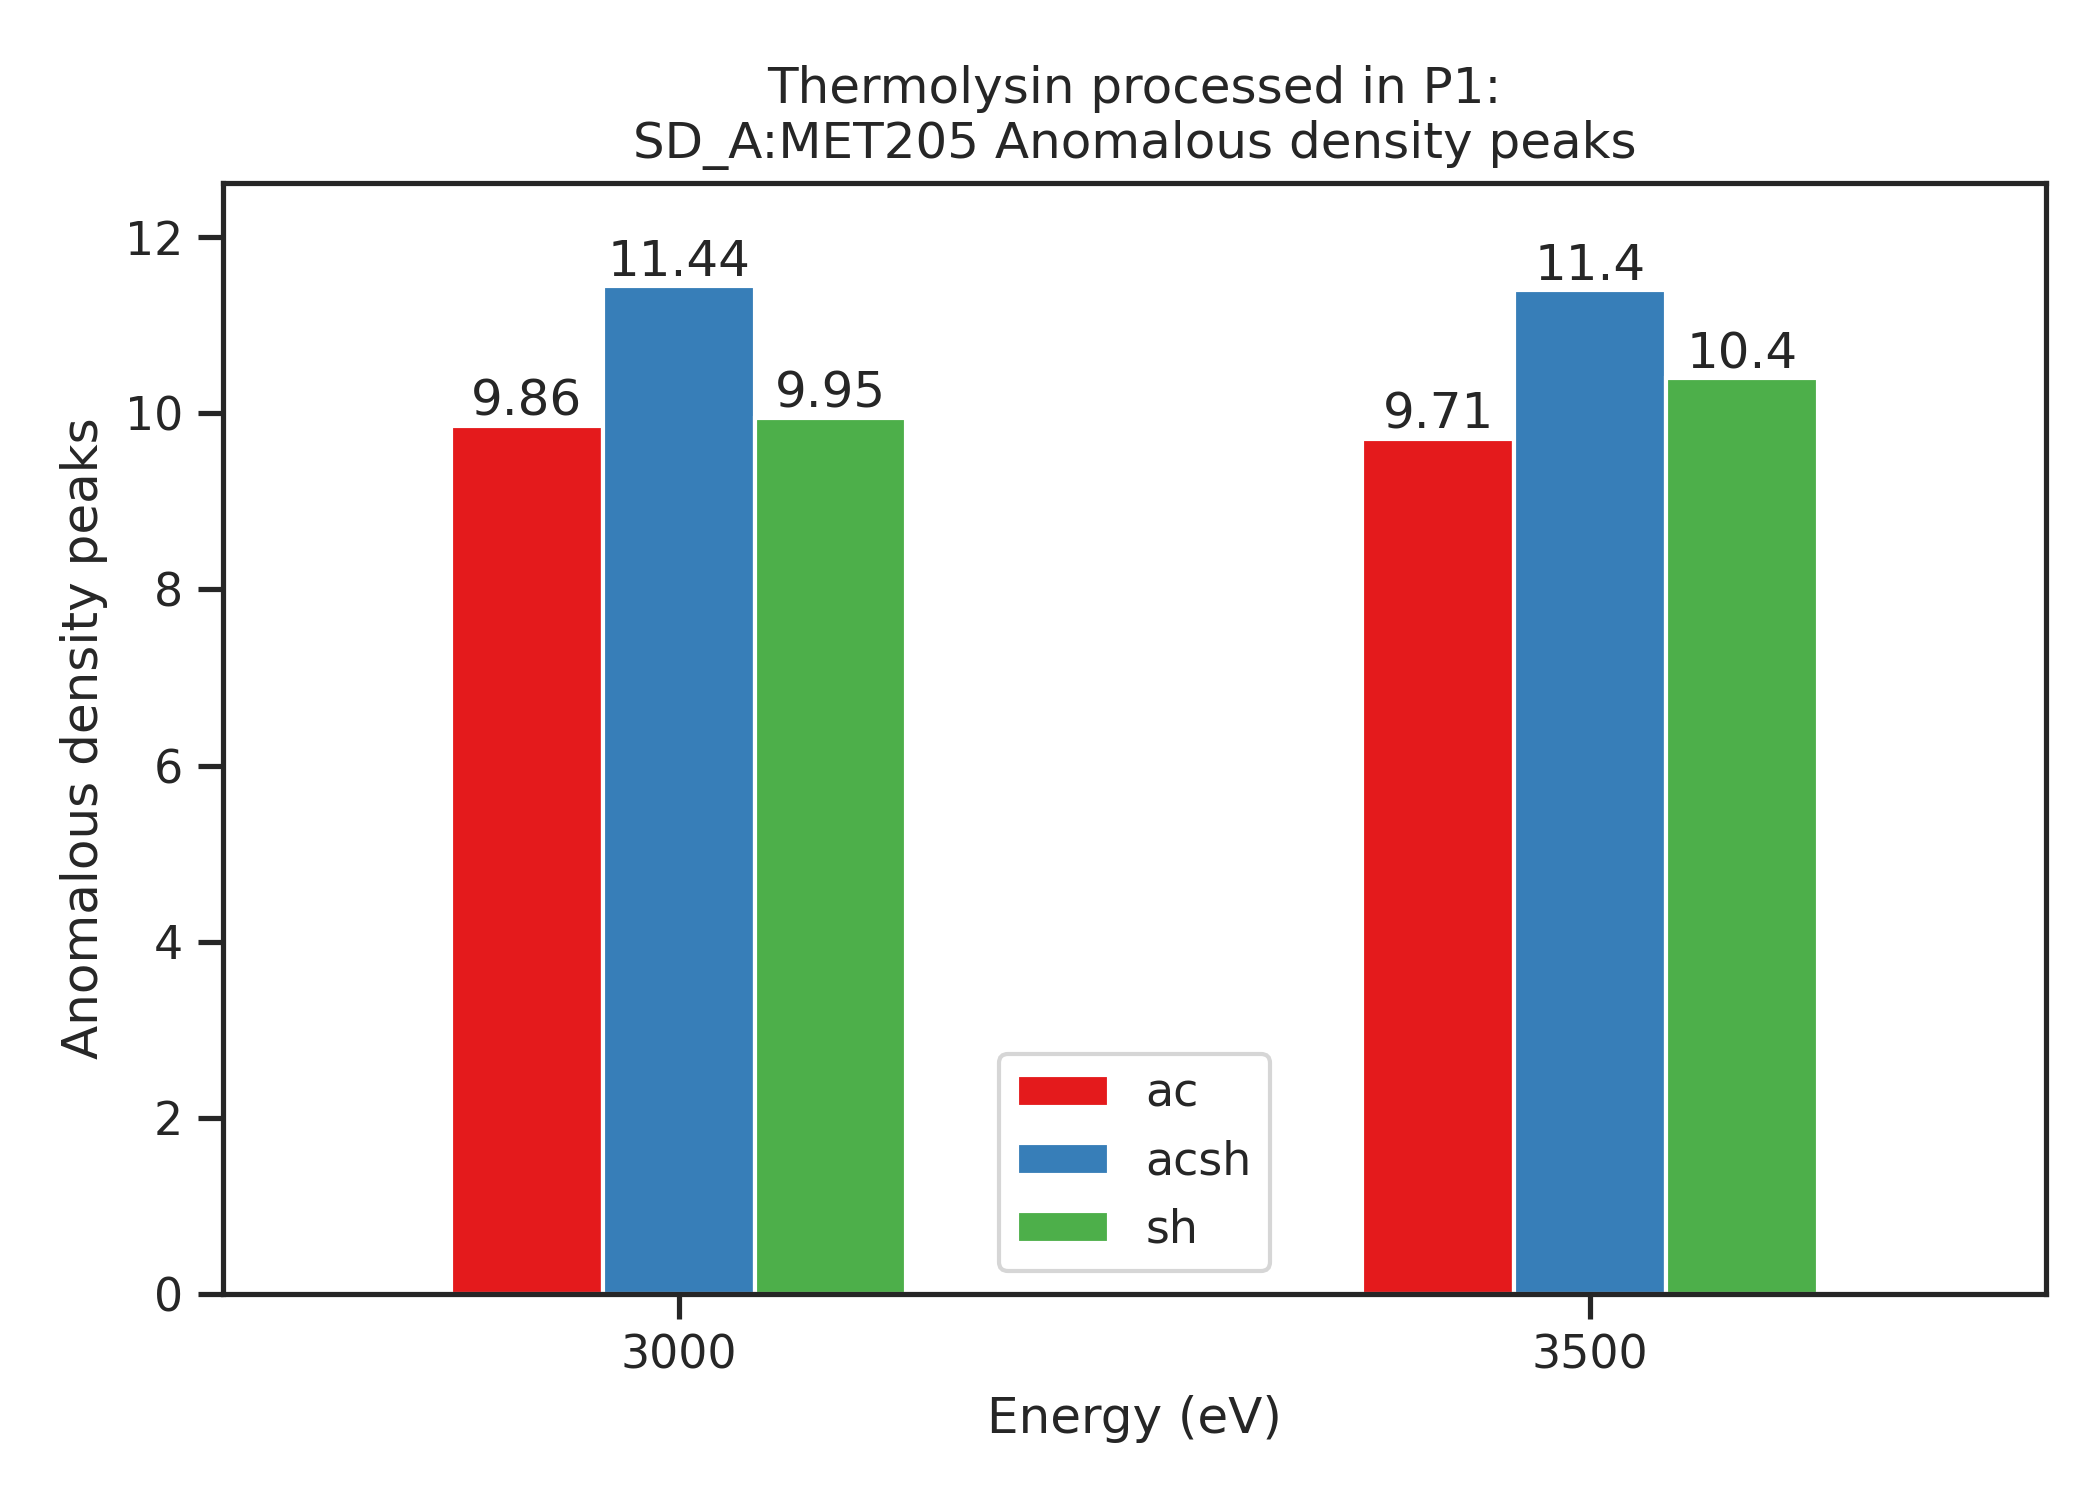 Thermolysin processed in P1:
SD_A:MET205 Anomalous density peaks
Anomalous density peaks
12
10
8
6
4
2
0
9.86
11.44
9.95
9.71
11.4
10.4
ac
acsh
sh
3000
3500
Energy (eV)